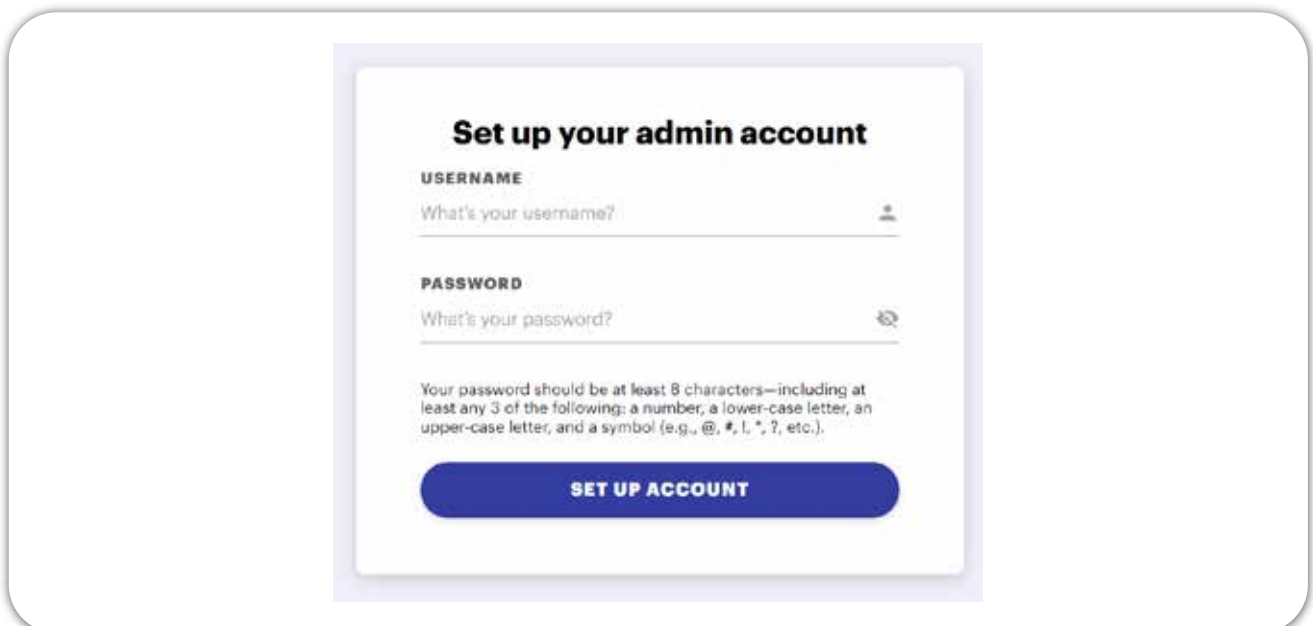 Set up your admin account
USERNAME
What's your username?
PASSWORD
What's your password?
Your password should be at least 8 characters—including at
least any 3 of the following: a number, a lower-case letter, an
upper-case letter, and a symbol (e.g., @, #, !, *, ?, etc.).
SET UP ACCOUNT